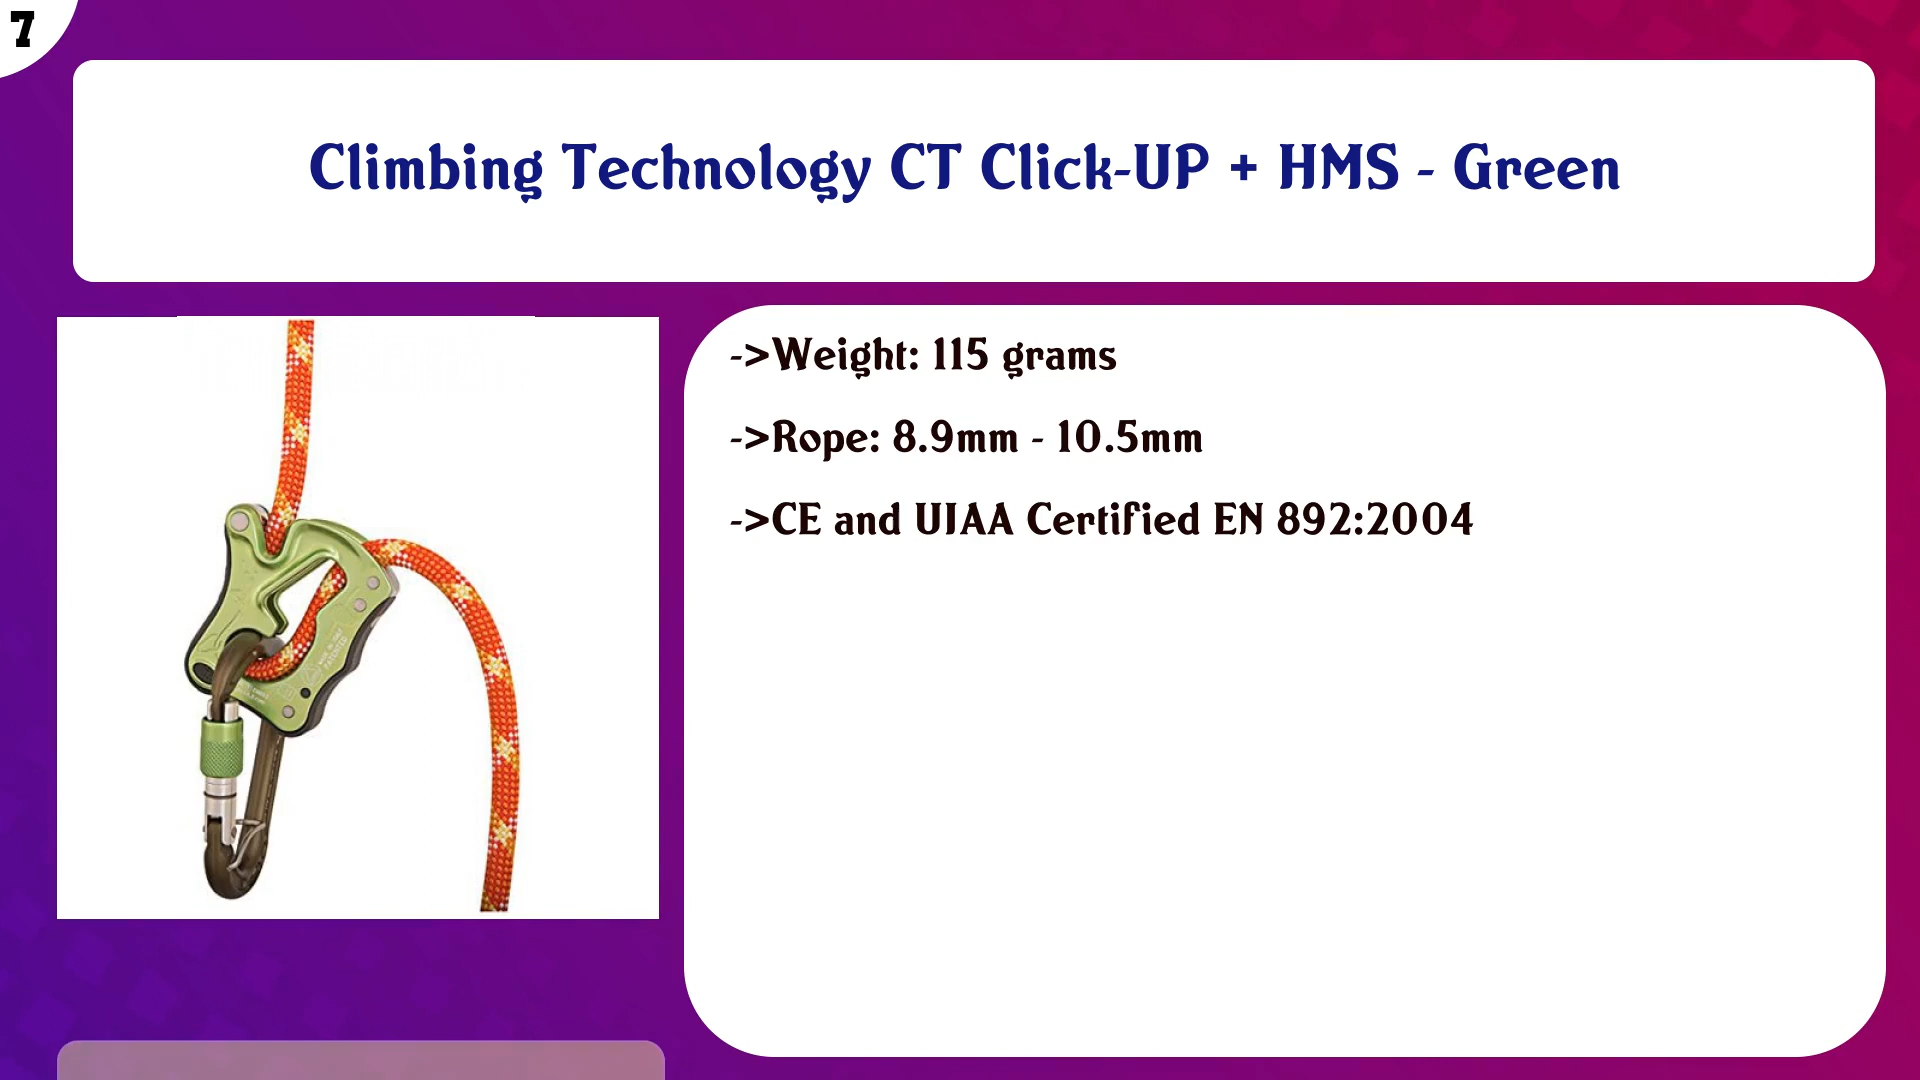 7
Climbing Technology CT Click-UP + HMS - Green
->Weight: 115 grams
->Rope: 8.9mm - 10.5mm
->CE and UIAA Certified EN 892:2004
PATENTED